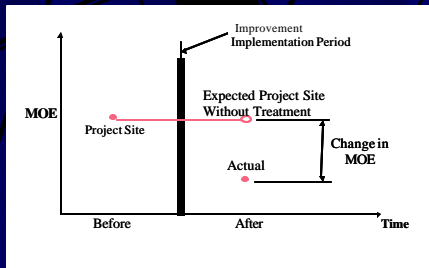 Improvement
Implementation Period
Expected Project Site
Without Treatment
MOE
Project Site
Change in
MOE
Actual
Before
After
Time